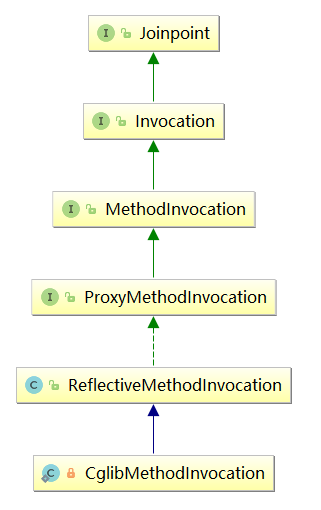 I Joinpoint
I Invocation
I MethodInvocation
I ProxyMethodInvocation
C ReflectiveMethodInvocation
C CglibMethodInvocation